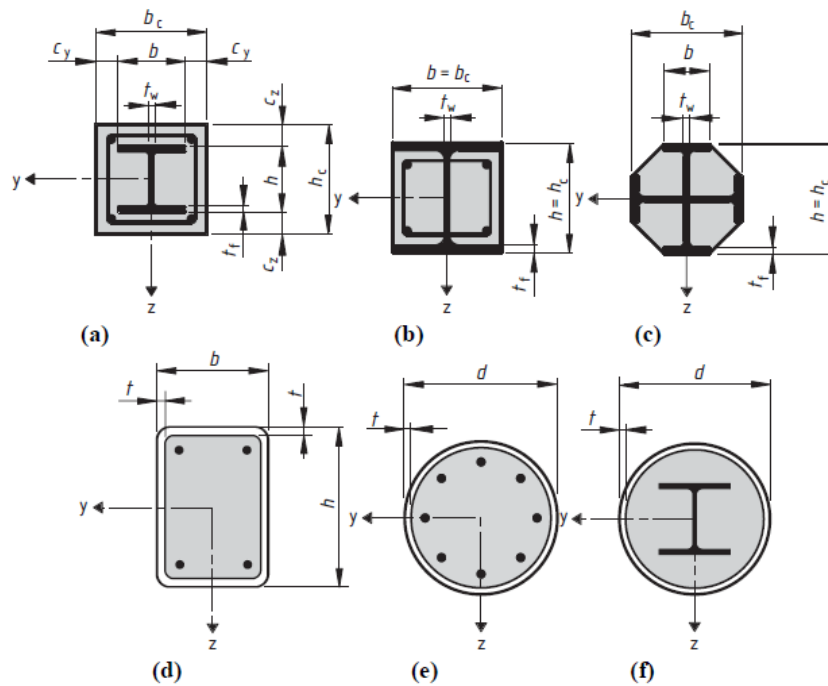 b_c
c_y b c_y
t_w
c_z
h
h_c
t_f
c_z
y
z
(a)
b = b_c
t_w
h = h_c
t_f
y
z
(b)
b_c
b
t_w
h = h_c
t_f
y
z
(c)
b
t
t
h
y
z
(d)
d
t
y
z
(e)
d
t
y
z
(f)